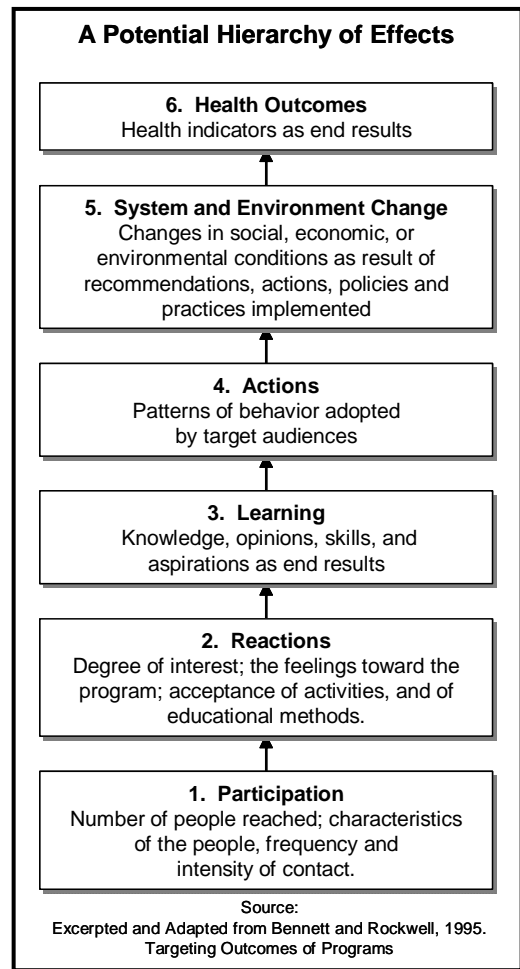 A Potential Hierarchy of Effects
6. Health Outcomes
Health indicators as end results
5. System and Environment Change
Changes in social, economic, or
environmental conditions as result of
recommendations, actions, policies and
practices implemented
4. Actions
Patterns of behavior adopted
by target audiences
3. Learning
Knowledge, opinions, skills, and
aspirations as end results
2. Reactions
Degree of interest; the feelings toward the
program; acceptance of activities, and of
educational methods.
1. Participation
Number of people reached; characteristics
of the people, frequency and
intensity of contact.
Source:
Excerpted and Adapted from Bennett and Rockwell, 1995.
Targeting Outcomes of Programs